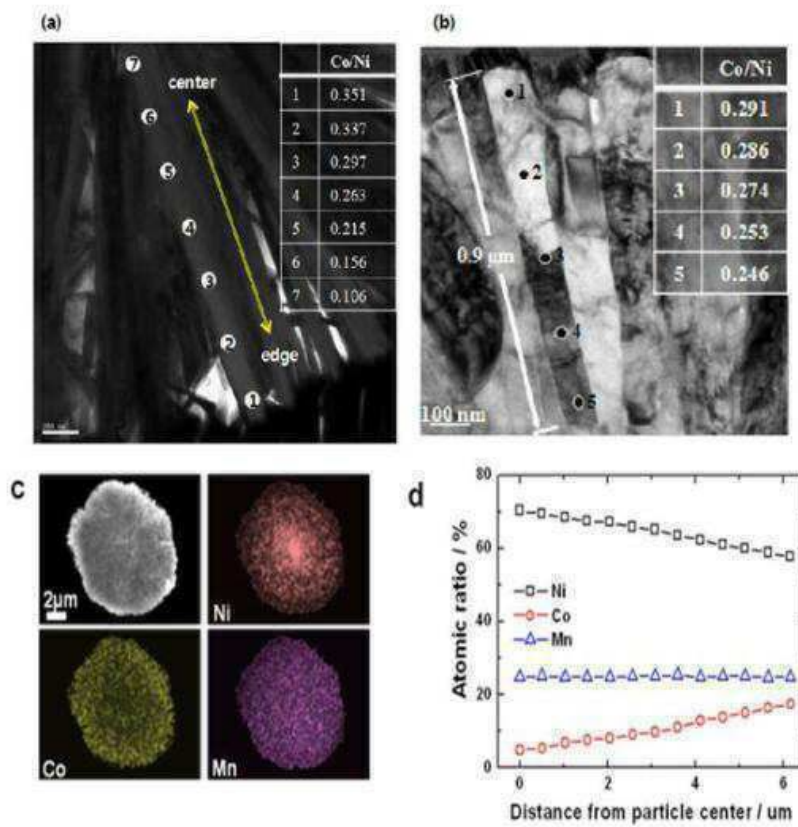 (a)
Co/Ni
1 0.351
2 0.337
3 0.297
4 0.263
5 0.215
6 0.156
7 0.106
7
center
6
5
4
3
2
edge
1
(b)
Co/Ni
1 0.291
2 0.286
3 0.274
4 0.253
5 0.246
1
2
3
0.9 μm
4
5
100 nm
c
2μm
Ni
Co
Mn
d
80
60
40
20
0
Atomic ratio / %
Ni
Co
Mn
0 2 4 6
Distance from particle center / um